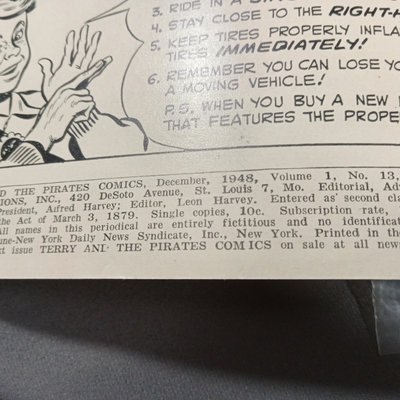 3. RIDE IN A
4. STAY CLOSE TO THE RIGHT-H
5. KEEP TIRES PROPERLY INFLA
TIRES IMMEDIATELY!
6. REMEMBER YOU CAN LOSE YO
A MOVING VEHICLE!
P.S. WHEN YOU BUY A NEW
THAT FEATURES THE PROPE
D THE PIRATES COMICS, December, 1948, Volume 1, No. 13,
IONS, INC., 420 DeSoto Avenue, St. Louis 7, Mo. Editorial, Adv
President, Alfred Harvey; Editor, Leon Harvey. Entered as second cla
the Act of March 3, 1879. Single copies, 10c. Subscription rate,
All names in this periodical are entirely fictitious and no identificat
une-New York Daily News Syndicate, Inc., New York. Printed in the
xt issue TERRY AND THE PIRATES COMICS on sale at all news